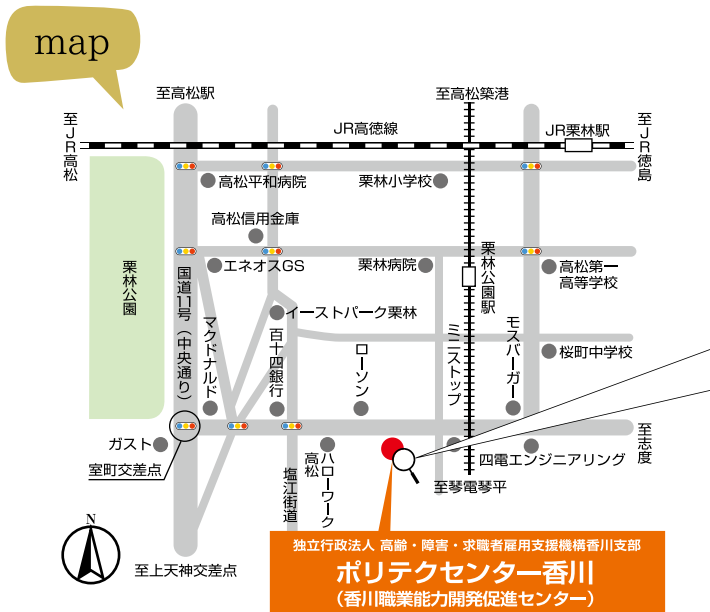 map
至高松駅
至高松築港
至JR高松
JR高徳線
JR栗林駅
至JR徳島
高松平和病院
栗林小学校
高松信用金庫
栗林公園
国道11号（中央通り）
エネオスGS
栗林病院
栗林公園駅
高松第一
高等学校
イーストパーク栗林
マクドナルド
百十四銀行
ローソン
ミニストップ
モスバーガー
桜町中学校
ガスト
室町交差点
塩江街道
ハローワーク
高松
四電エンジニアリング
至志度
至琴電琴平
N
至上天神交差点
独立行政法人 高齢・障害・求職者雇用支援機構香川支部
ポリテクセンター香川
（香川職業能力開発促進センター）